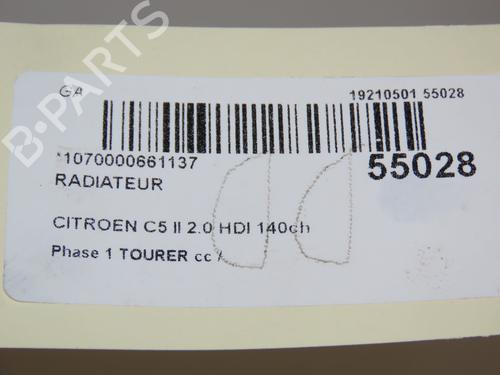 GA
19210501 55028
*1070000661137
55028
RADIATEUR
CITROEN C5 II 2.0 HDI 140ch
Phase 1 TOURER cc /
B-PARTS